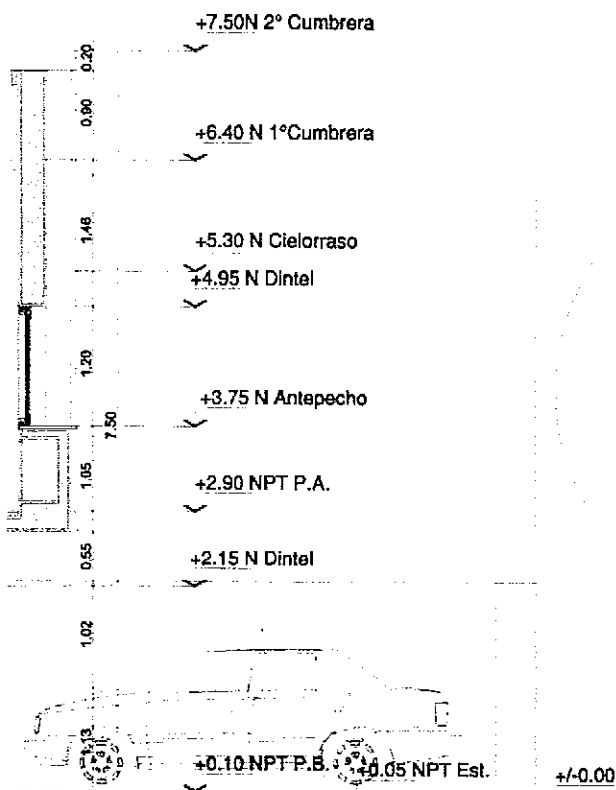 +7.50N 2° Cumbrera
0.20
0.90
+6.40 N 1°Cumbrera
1.46
+5.30 N Cielorraso
+4.95 N Dintel
1.20
+3.75 N Antepecho
7.50
1.05
+2.90 NPT P.A.
0.55
+2.15 N Dintel
1.02
+0.10 NPT P.B.
+0.05 NPT Est.
+/-0.00